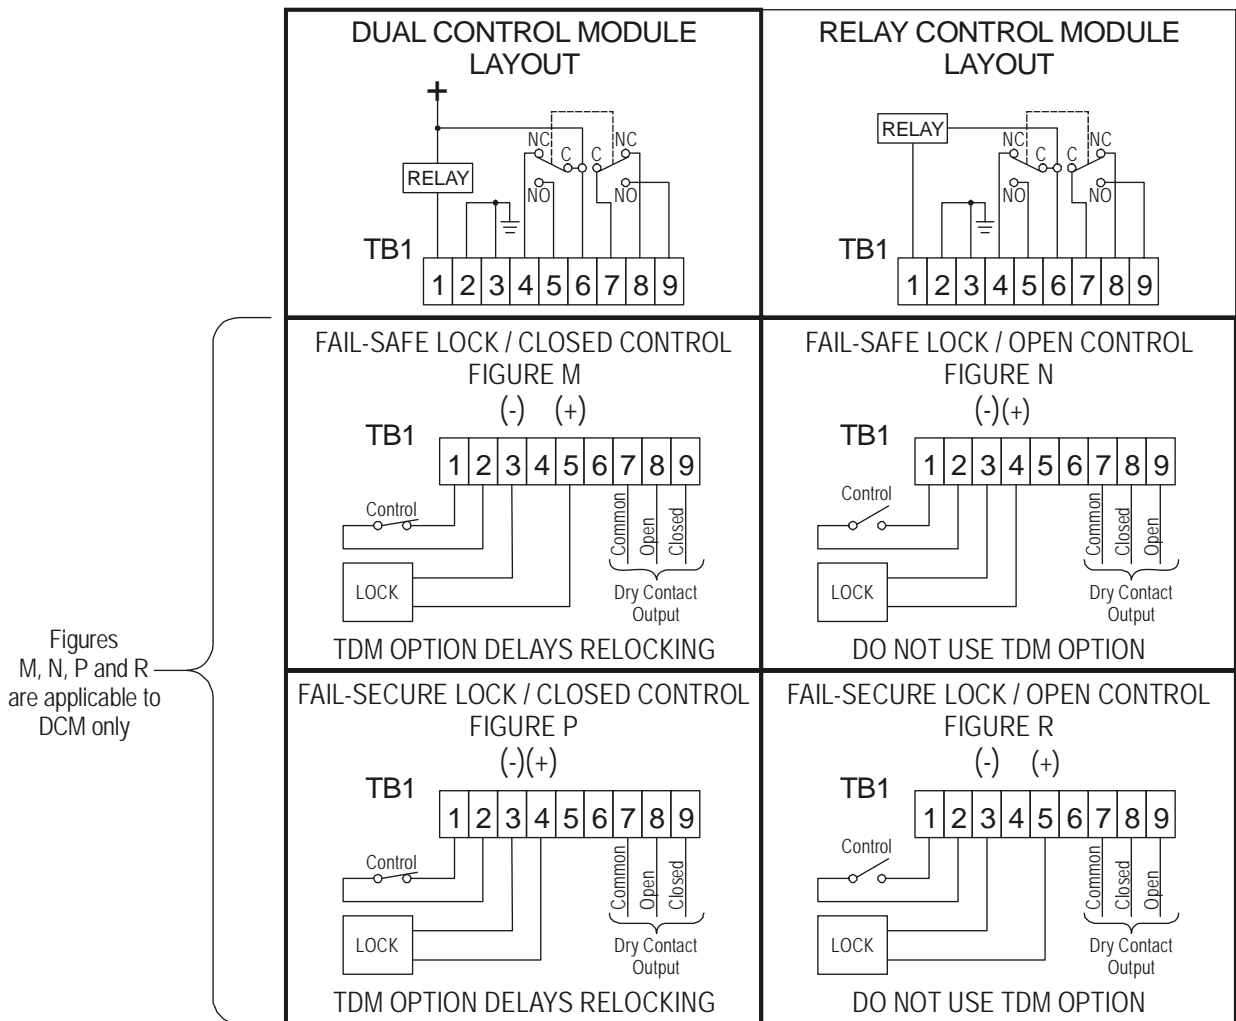 DUAL CONTROL MODULE
LAYOUT
+
NC
C
C
NC
RELAY
NO
NO
TB1
1 2 3 4 5 6 7 8 9
RELAY CONTROL MODULE
LAYOUT
RELAY
NC
C
C
NC
NO
NO
TB1
1 2 3 4 5 6 7 8 9
FAIL-SAFE LOCK / CLOSED CONTROL
FIGURE M
(-) (+)
TB1
1 2 3 4 5 6 7 8 9
Control
LOCK
Common
Open
Closed
Dry Contact
Output
TDM OPTION DELAYS RELOCKING
FAIL-SAFE LOCK / OPEN CONTROL
FIGURE N
(-)(+)
TB1
1 2 3 4 5 6 7 8 9
Control
LOCK
Common
Closed
Open
Dry Contact
Output
DO NOT USE TDM OPTION
Figures
M, N, P and R
are applicable to
DCM only
FAIL-SECURE LOCK / CLOSED CONTROL
FIGURE P
(-)(+)
TB1
1 2 3 4 5 6 7 8 9
Control
LOCK
Common
Open
Closed
Dry Contact
Output
TDM OPTION DELAYS RELOCKING
FAIL-SECURE LOCK / OPEN CONTROL
FIGURE R
(-) (+)
TB1
1 2 3 4 5 6 7 8 9
Control
LOCK
Common
Closed
Open
Dry Contact
Output
DO NOT USE TDM OPTION